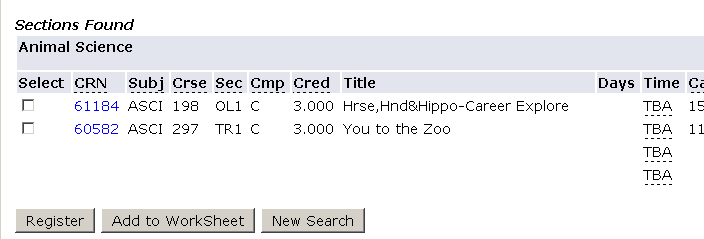 Sections Found
Animal Science
Select CRN Subj Crse Sec Cmp Cred Title Days Time Ca
61184 ASCI 198 OL1 C 3.000 Hrse,Hnd&Hippo-Career Explore TBA 15
60582 ASCI 297 TR1 C 3.000 You to the Zoo TBA 11
TBA
TBA
Register Add to WorkSheet New Search